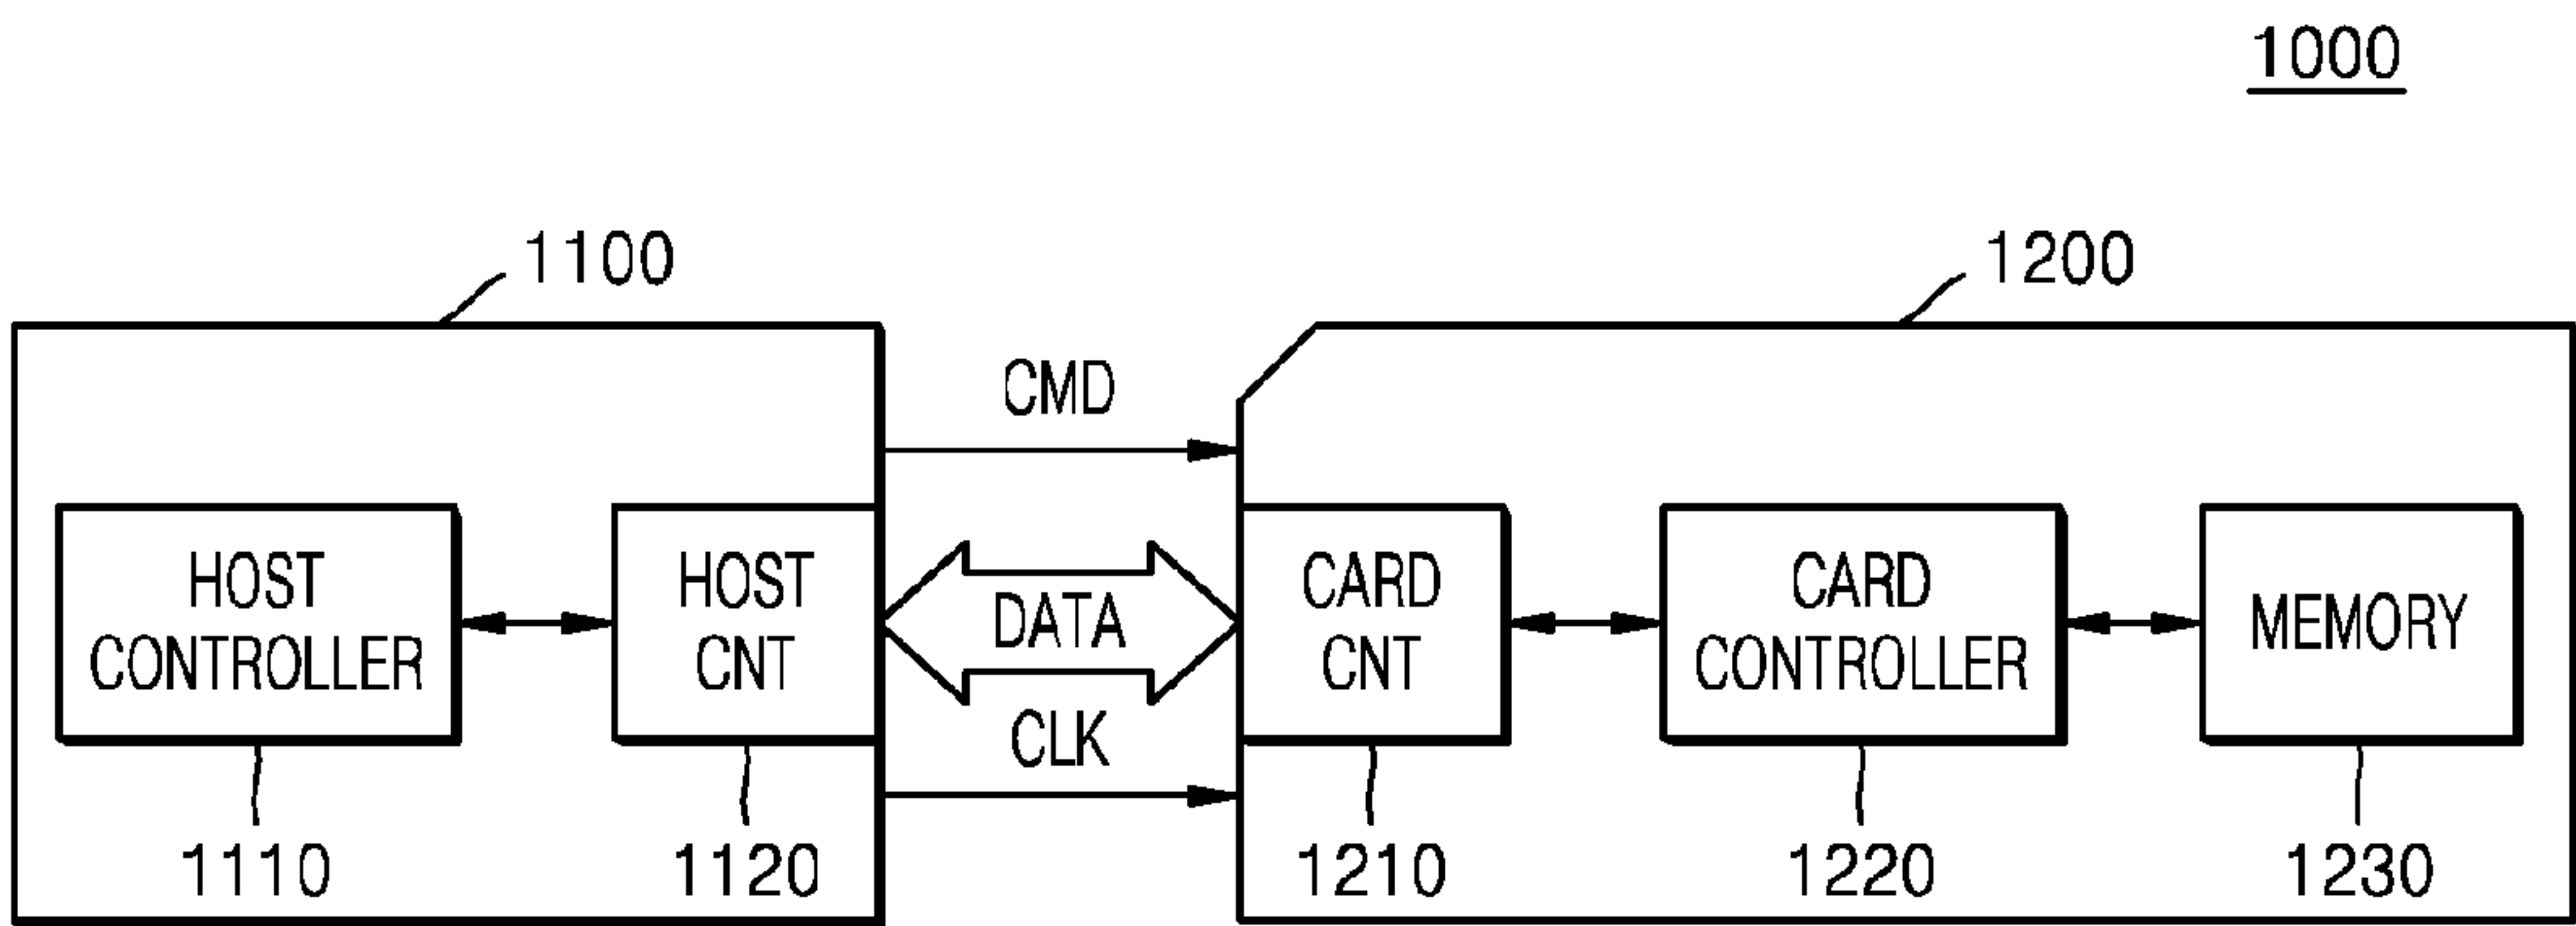 1000
1100
1200
CMD
HOST
CONTROLLER
HOST
CNT
DATA
CARD
CNT
CARD
CONTROLLER
MEMORY
CLK
1110
1120
1210
1220
1230